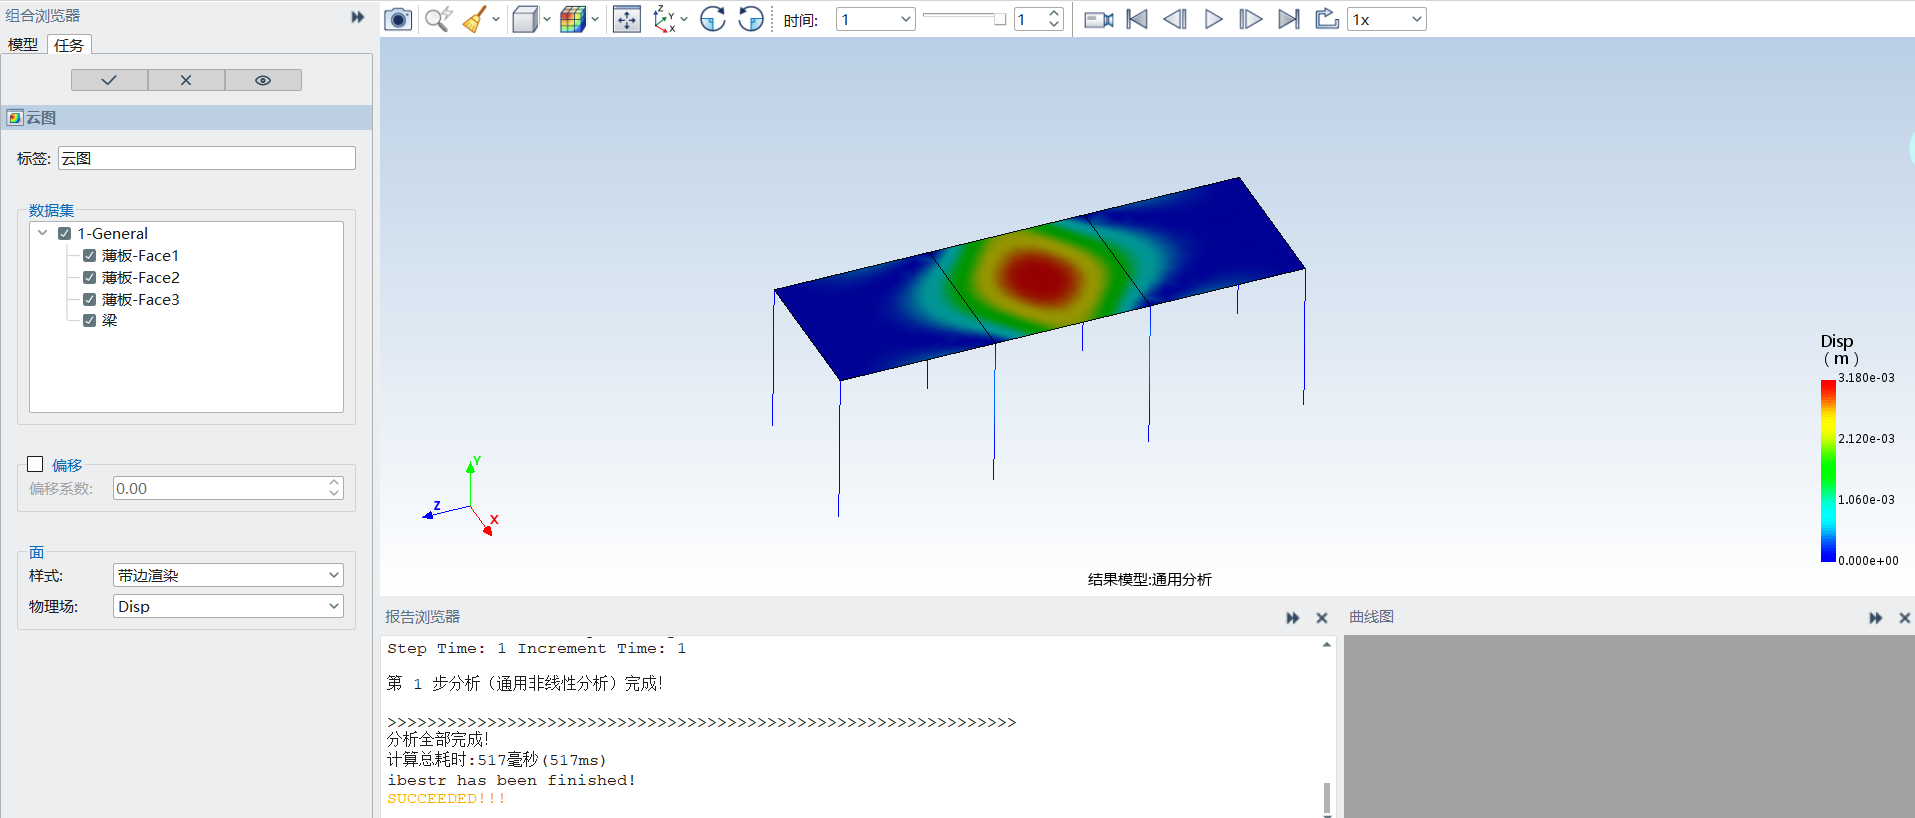 组合浏览器
模型 任务
云图
标签: 云图
数据集
1-General
薄板-Face1
薄板-Face2
薄板-Face3
梁
偏移
偏移系数: 0.00
面
样式: 带边渲染
物理场: Disp
时间: 1 1 1x
Disp
(m)
3.180e-03
2.120e-03
1.060e-03
0.000e+00
Y
Z
X
结果模型:通用分析
报告浏览器
Step Time: 1 Increment Time: 1
第 1 步分析（通用非线性分析）完成!
>>>>>>>>>>>>>>>>>>>>>>>>>>>>>>>>>>>>>>>>>>>>>>>>>>>>>>>>>>>>>>>
分析全部完成!
计算总耗时:517毫秒(517ms)
ibestr has been finished!
SUCCEEDED!!!
曲线图